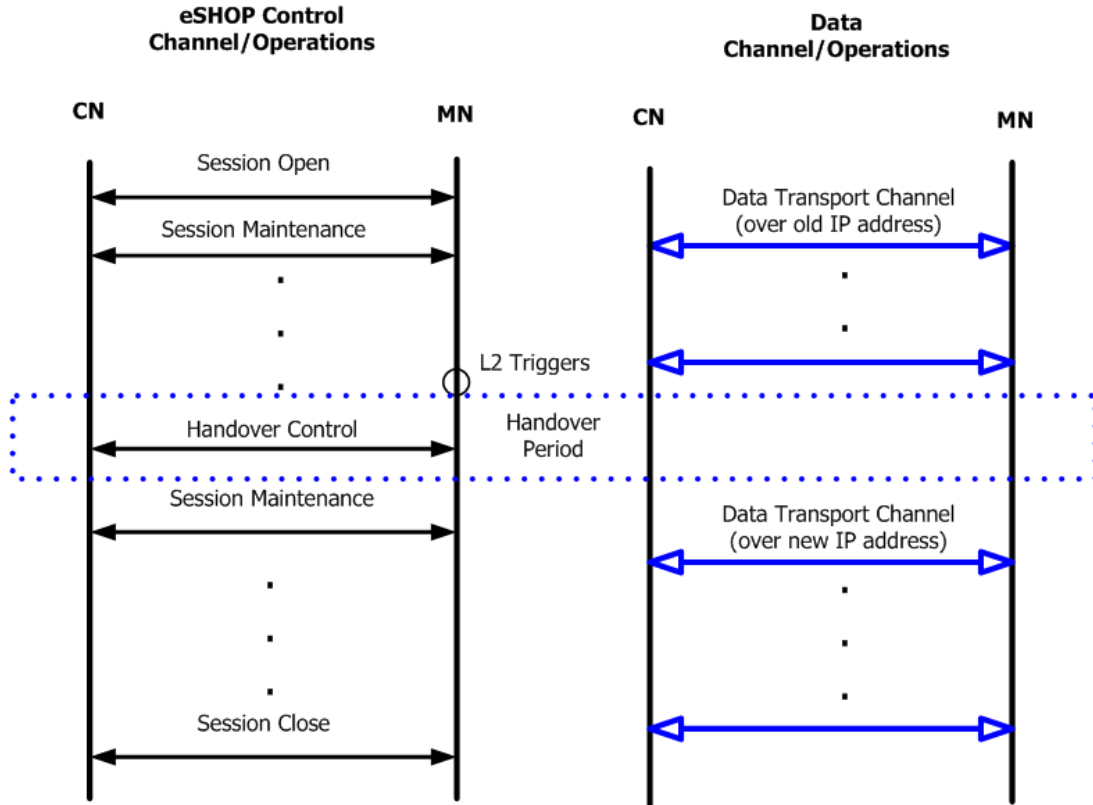 eSHOP Control
Channel/Operations
Data
Channel/Operations
CN
MN
CN
MN
Session Open
Session Maintenance
Data Transport Channel
(over old IP address)
L2 Triggers
Handover Control
Handover
Period
Session Maintenance
Data Transport Channel
(over new IP address)
Session Close